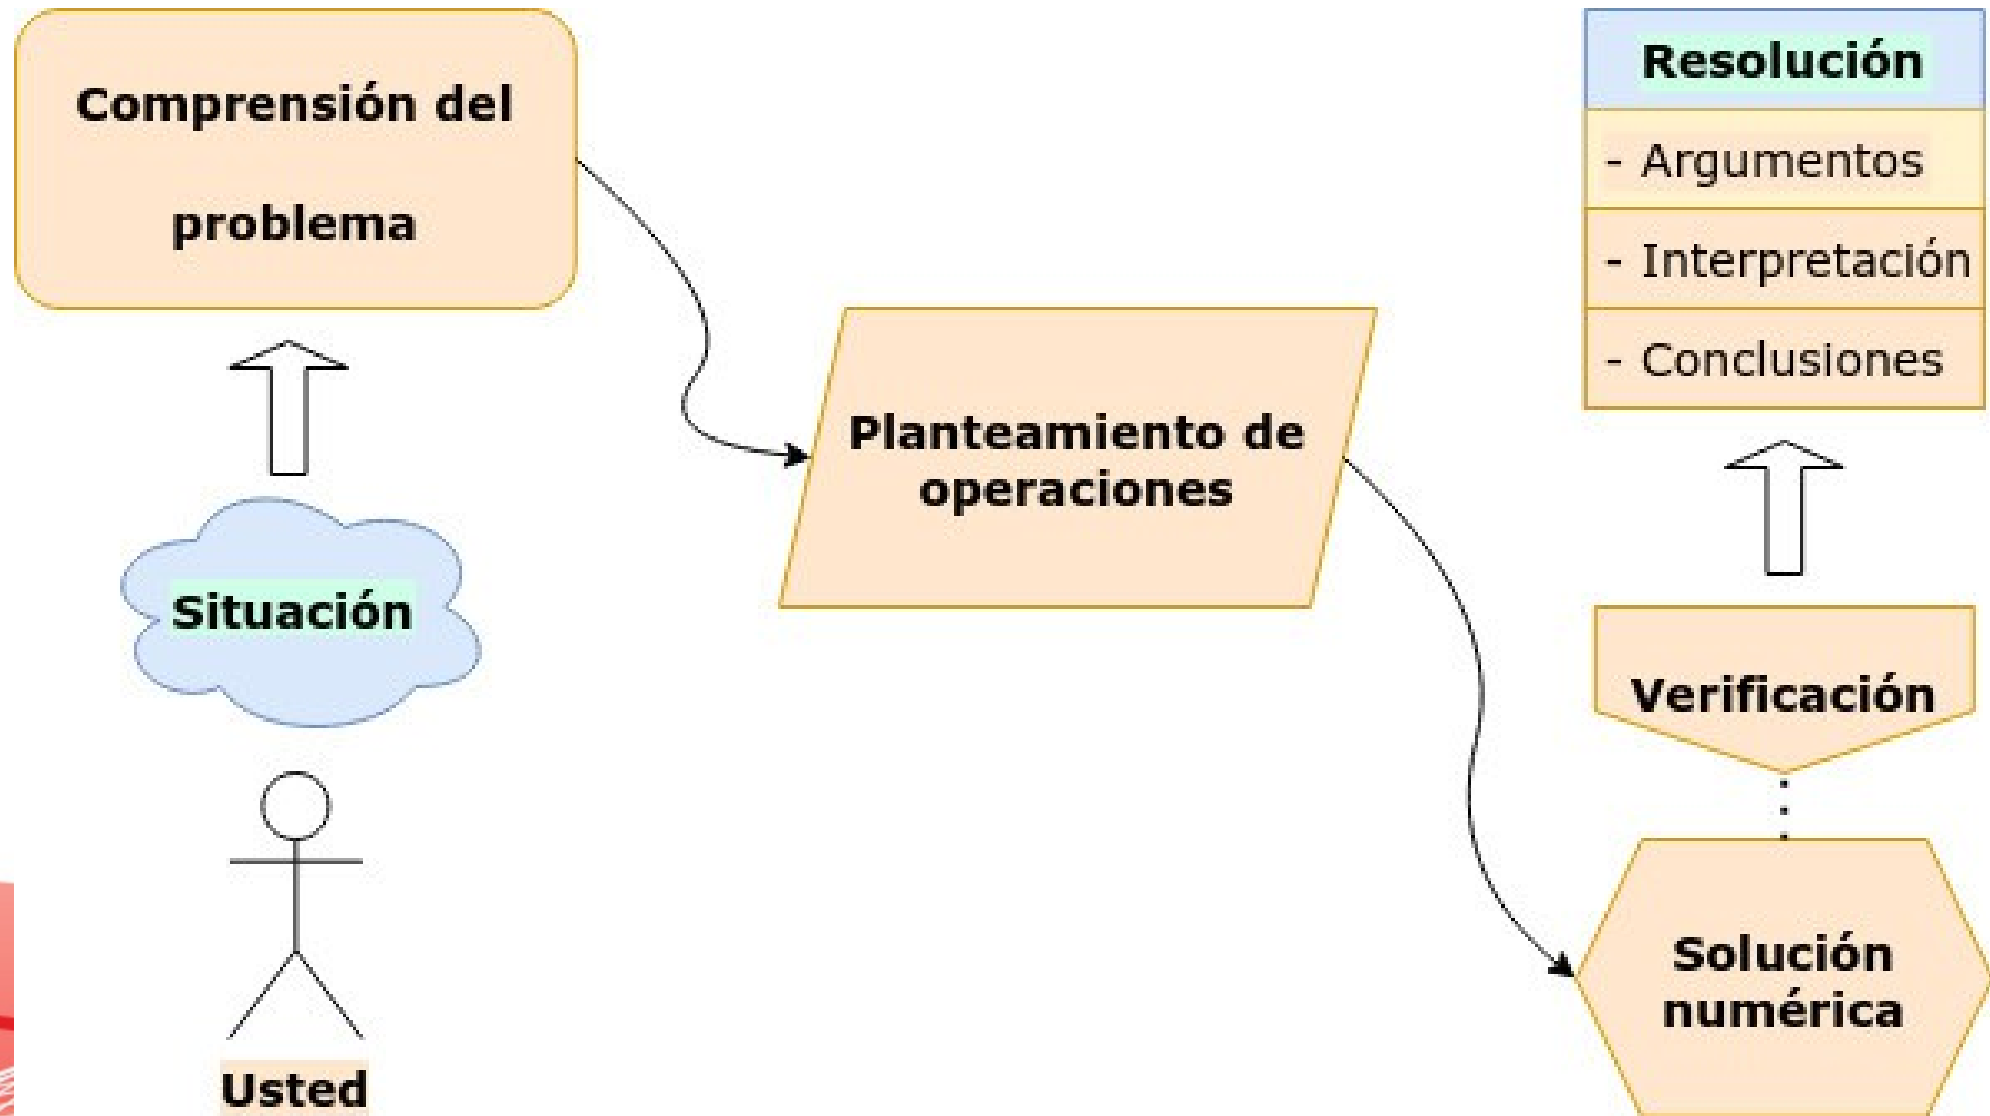 Comprensión del
problema
Situación
Usted
Planteamiento de
operaciones
Solución
numérica
Verificación
Resolución
- Argumentos
- Interpretación
- Conclusiones